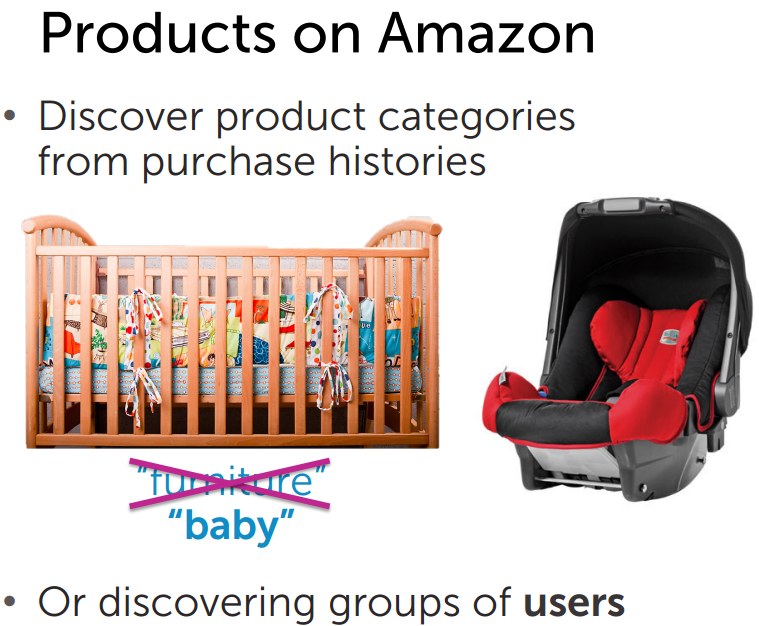 Products on Amazon
• Discover product categories
from purchase histories
"furniture"
"baby"
• Or discovering groups of users